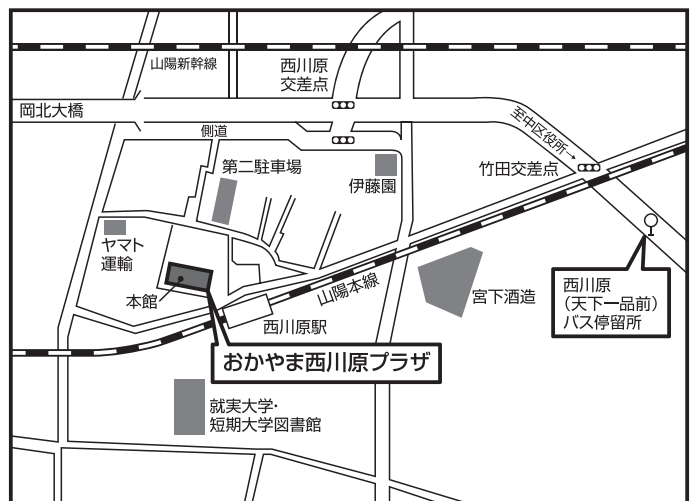 山陽新幹線
西川原
交差点
岡北大橋
側道
至中区役所→
第二駐車場
伊藤園
竹田交差点
ヤマト
運輸
本館
山陽本線
宮下酒造
西川原
（天下一品前）
バス停留所
西川原駅
おかやま西川原プラザ
就実大学・
短期大学図書館